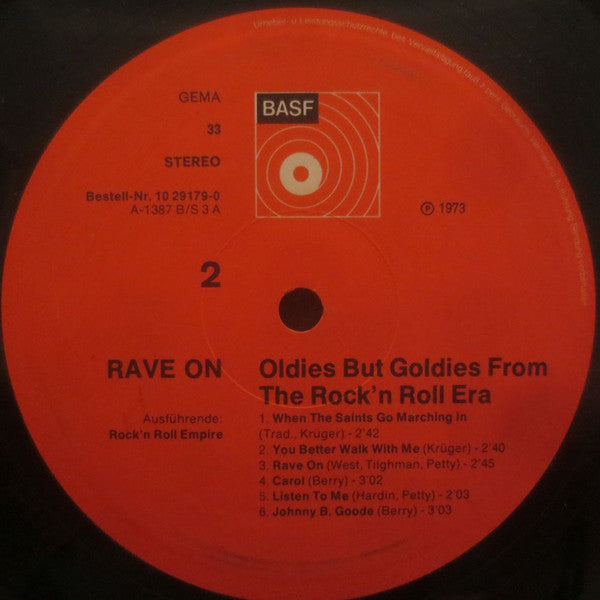 Urheber- u. Leistungsschutzrechte
GEMA
BASF
33
STEREO
Bestell-Nr. 10 29179-0
A-1387 B/S 3 A
℗ 1973
2
RAVE ON
Oldies But Goldies From
The Rock'n Roll Era
Ausführende:
Rock'n Roll Empire
1. When The Saints Go Marching In
(Trad., Krüger) - 2'42
2. You Better Walk With Me (Krüger) - 2'40
3. Rave On (West, Tilghman, Petty) - 2'45
4. Carol (Berry) - 3'02
5. Listen To Me (Hardin, Petty) - 2'03
6. Johnny B. Goode (Berry) - 3'03